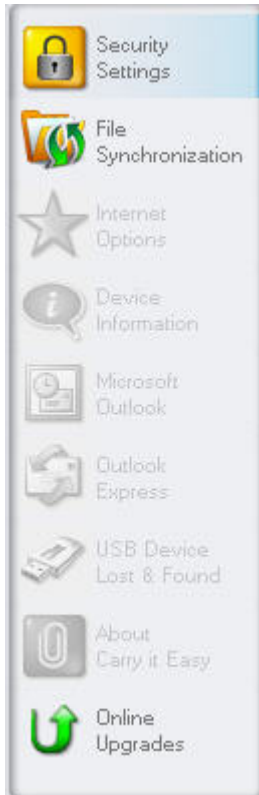 Security
Settings
File
Synchronization
Internet
Options
Device
Information
Microsoft
Outlook
Outlook
Express
USB Device
Lost & Found
About
Carry it Easy
Online
Upgrades